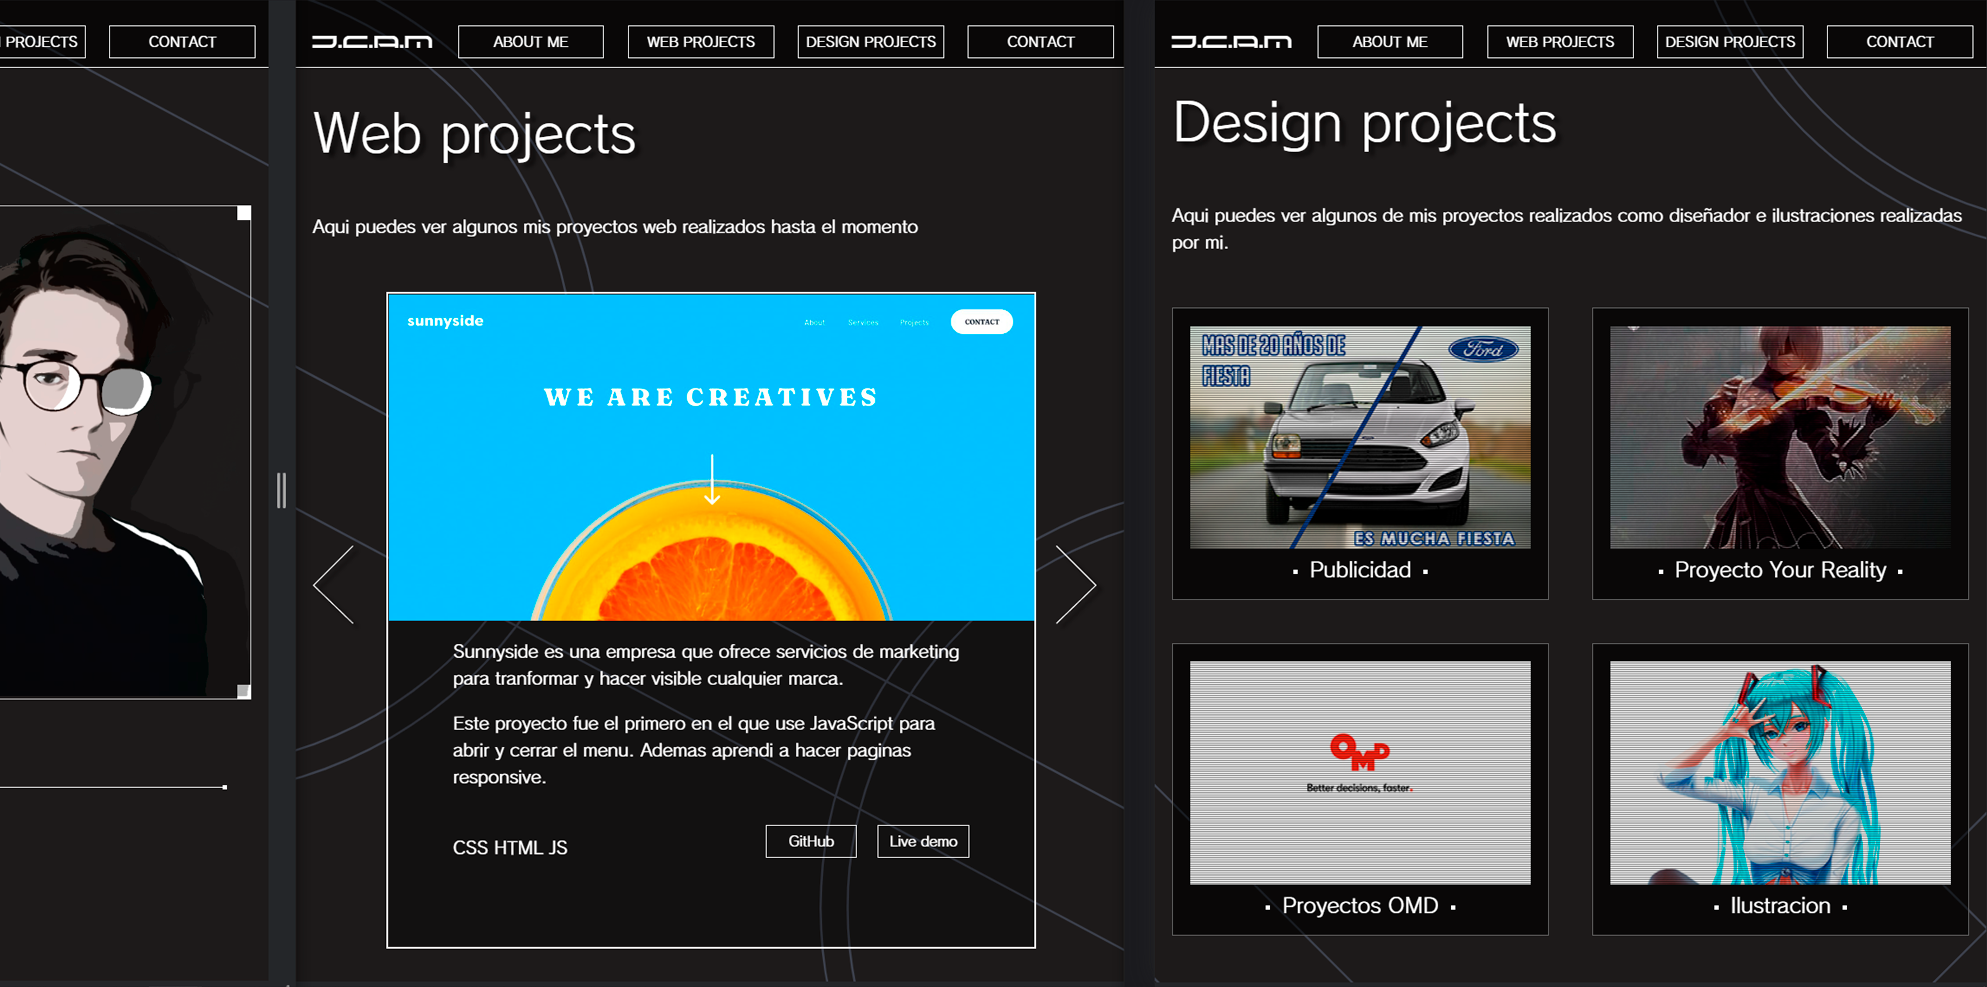 PROJECTS
CONTACT
J.C.A.M
ABOUT ME
WEB PROJECTS
DESIGN PROJECTS
CONTACT
Web projects
Aqui puedes ver algunos mis proyectos web realizados hasta el momento
sunnyside
About
Services
Projects
CONTACT
WE ARE CREATIVES
Sunnyside es una empresa que ofrece servicios de marketing
para tranformar y hacer visible cualquier marca.
Este proyecto fue el primero en el que use JavaScript para
abrir y cerrar el menu. Ademas aprendi a hacer paginas
responsive.
CSS HTML JS
GitHub
Live demo
J.C.A.M
ABOUT ME
WEB PROJECTS
DESIGN PROJECTS
CONTACT
Design projects
Aqui puedes ver algunos de mis proyectos realizados como diseñador e ilustraciones realizadas
por mi.
MAS DE 20 AÑOS DE
FIESTA
Ford
ES MUCHA FIESTA
Publicidad
Proyecto Your Reality
OMD
Better decisions, faster.
Proyectos OMD
Ilustracion